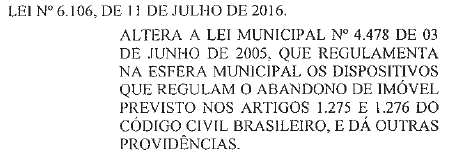 LEI Nº 6.106, DE 11 DE JULHO DE 2016.
ALTERA A LEI MUNICIPAL Nº 4.478 DE 03
DE JUNHO DE 2005, QUE REGULAMENTA
NA ESFERA MUNICIPAL OS DISPOSITIVOS
QUE REGULAM O ABANDONO DE IMÓVEL
PREVISTO NOS ARTIGOS 1.275 E 1.276 DO
CÓDIGO CIVIL BRASILEIRO, E DÁ OUTRAS
PROVIDÊNCIAS.